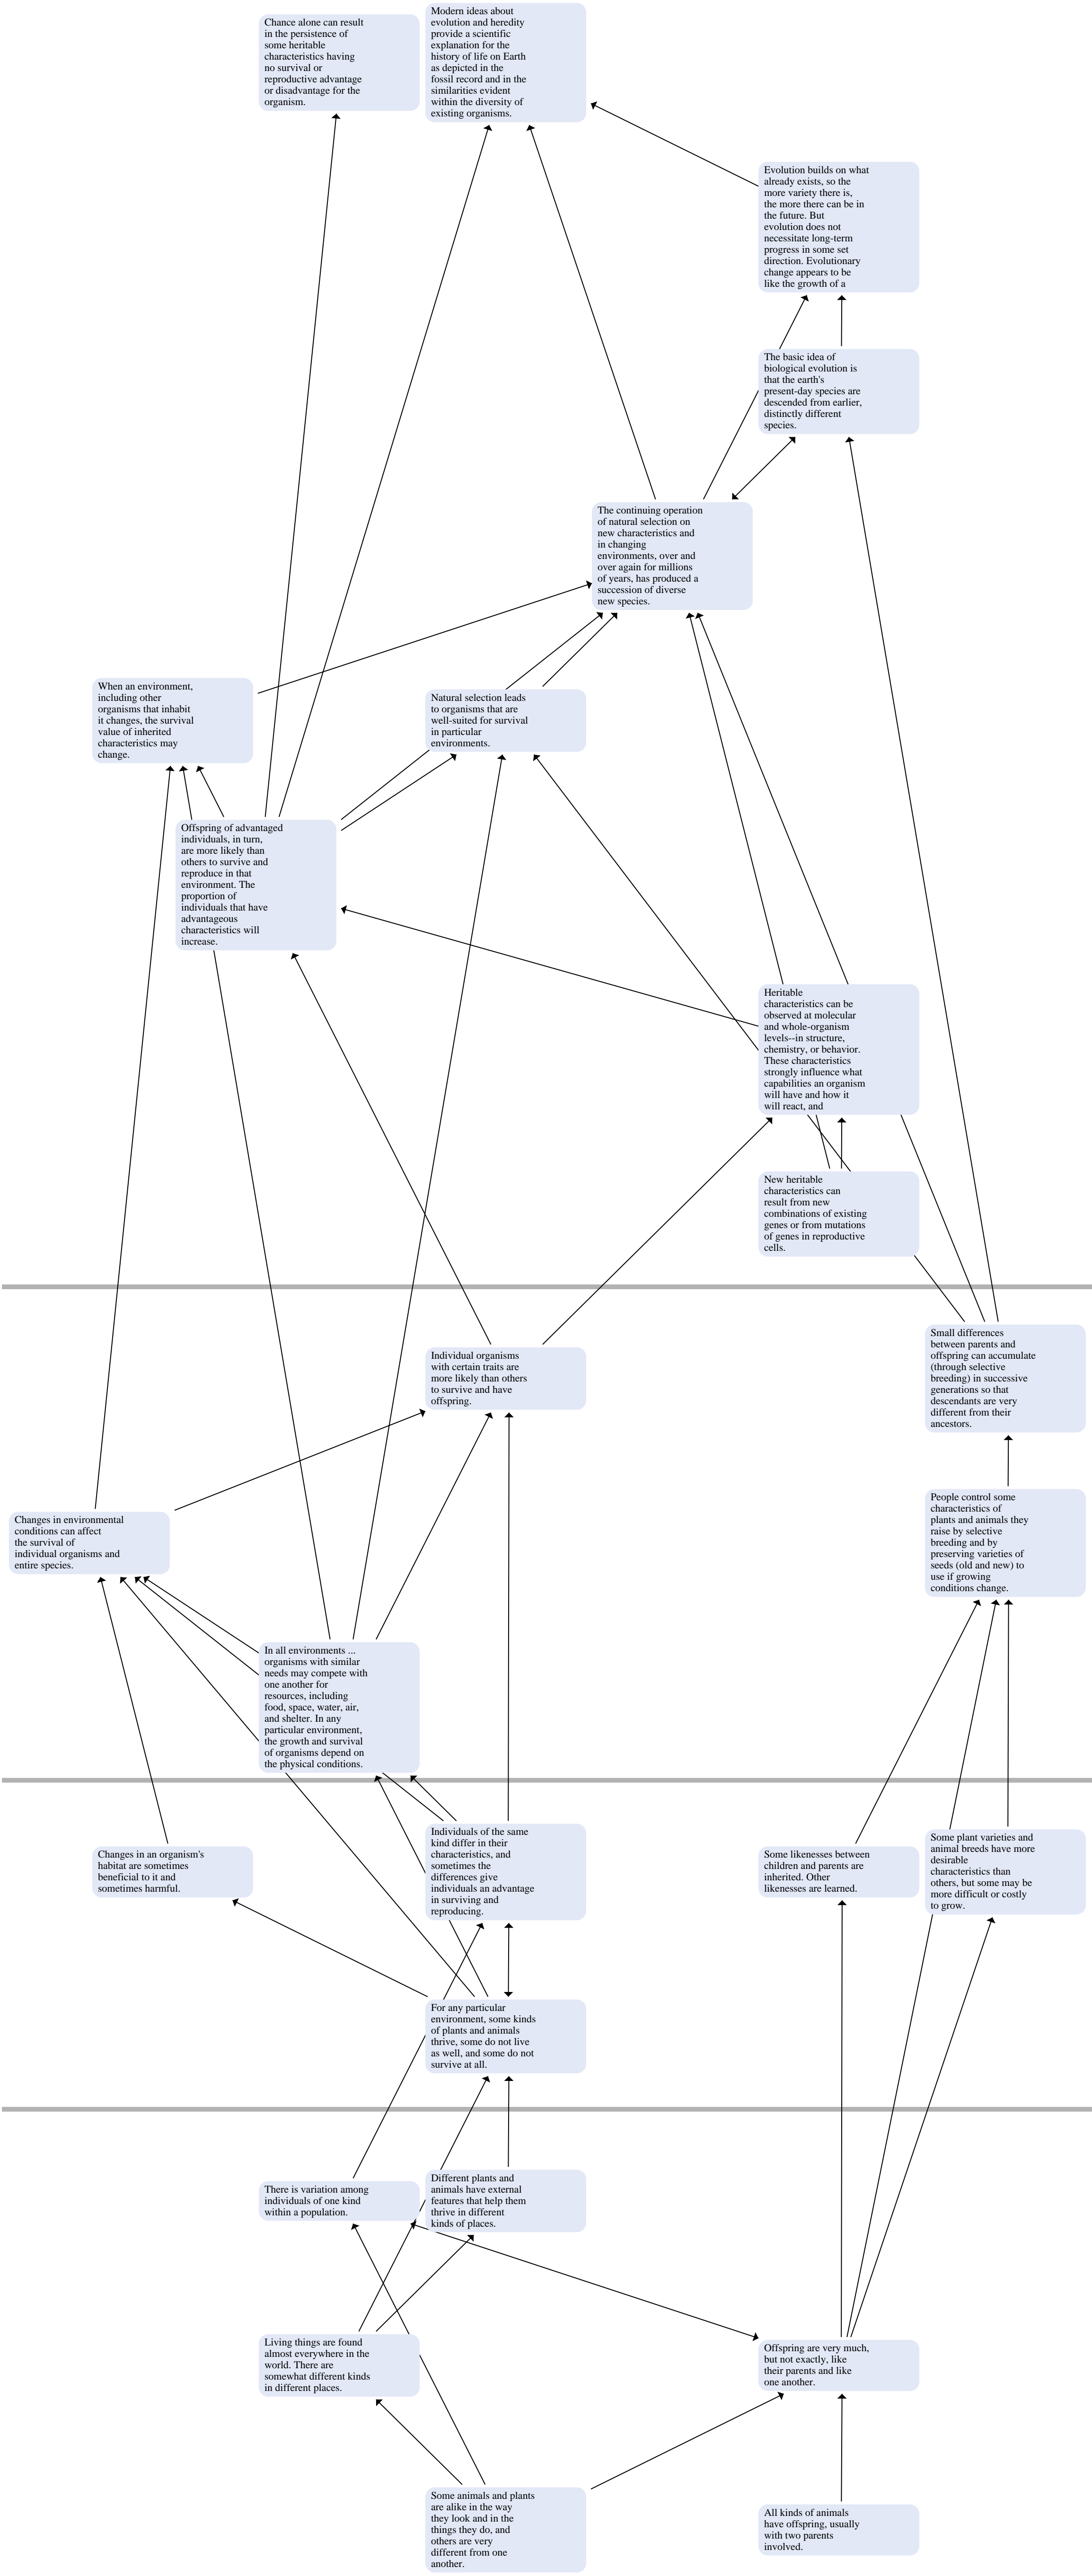 Chance alone can result
in the persistence of
some heritable
characteristics having
no survival or
reproductive advantage
or disadvantage for the
organism.
Modern ideas about
evolution and heredity
provide a scientific
explanation for the
history of life on Earth
as depicted in the
fossil record and in the
similarities evident
within the diversity of
existing organisms.
Evolution builds on what
already exists, so the
more variety there is,
the more there can be in
the future. But
evolution does not
necessitate long-term
progress in some set
direction. Evolutionary
change appears to be
like the growth of a
The basic idea of
biological evolution is
that the earth's
present-day species are
descended from earlier,
distinctly different
species.
The continuing operation
of natural selection on
new characteristics and
in changing
environments, over and
over again for millions
of years, has produced a
succession of diverse
new species.
When an environment,
including other
organisms that inhabit
it changes, the survival
value of inherited
characteristics may
change.
Natural selection leads
to organisms that are
well-suited for survival
in particular
environments.
Offspring of advantaged
individuals, in turn,
are more likely than
others to survive and
reproduce in that
environment. The
proportion of
individuals that have
advantageous
characteristics will
increase.
Heritable
characteristics can be
observed at molecular
and whole-organism
levels--in structure,
chemistry, or behavior.
These characteristics
strongly influence what
capabilities an organism
will have and how it
will react, and
New heritable
characteristics can
result from new
combinations of existing
genes or from mutations
of genes in reproductive
cells.
Small differences
between parents and
offspring can accumulate
(through selective
breeding) in successive
generations so that
descendants are very
different from their
ancestors.
Individual organisms
with certain traits are
more likely than others
to survive and have
offspring.
People control some
characteristics of
plants and animals they
raise by selective
breeding and by
preserving varieties of
seeds (old and new) to
use if growing
conditions change.
Changes in environmental
conditions can affect
the survival of
individual organisms and
entire species.
In all environments ...
organisms with similar
needs may compete with
one another for
resources, including
food, space, water, air,
and shelter. In any
particular environment,
the growth and survival
of organisms depend on
the physical conditions.
Individuals of the same
kind differ in their
characteristics, and
sometimes the
differences give
individuals an advantage
in surviving and
reproducing.
Changes in an organism's
habitat are sometimes
beneficial to it and
sometimes harmful.
Some likenesses between
children and parents are
inherited. Other
likenesses are learned.
Some plant varieties and
animal breeds have more
desirable
characteristics than
others, but some may be
more difficult or costly
to grow.
For any particular
environment, some kinds
of plants and animals
thrive, some do not live
as well, and some do not
survive at all.
There is variation among
individuals of one kind
within a population.
Different plants and
animals have external
features that help them
thrive in different
kinds of places.
Living things are found
almost everywhere in the
world. There are
somewhat different kinds
in different places.
Offspring are very much,
but not exactly, like
their parents and like
one another.
Some animals and plants
are alike in the way
they look and in the
things they do, and
others are very
different from one
another.
All kinds of animals
have offspring, usually
with two parents
involved.